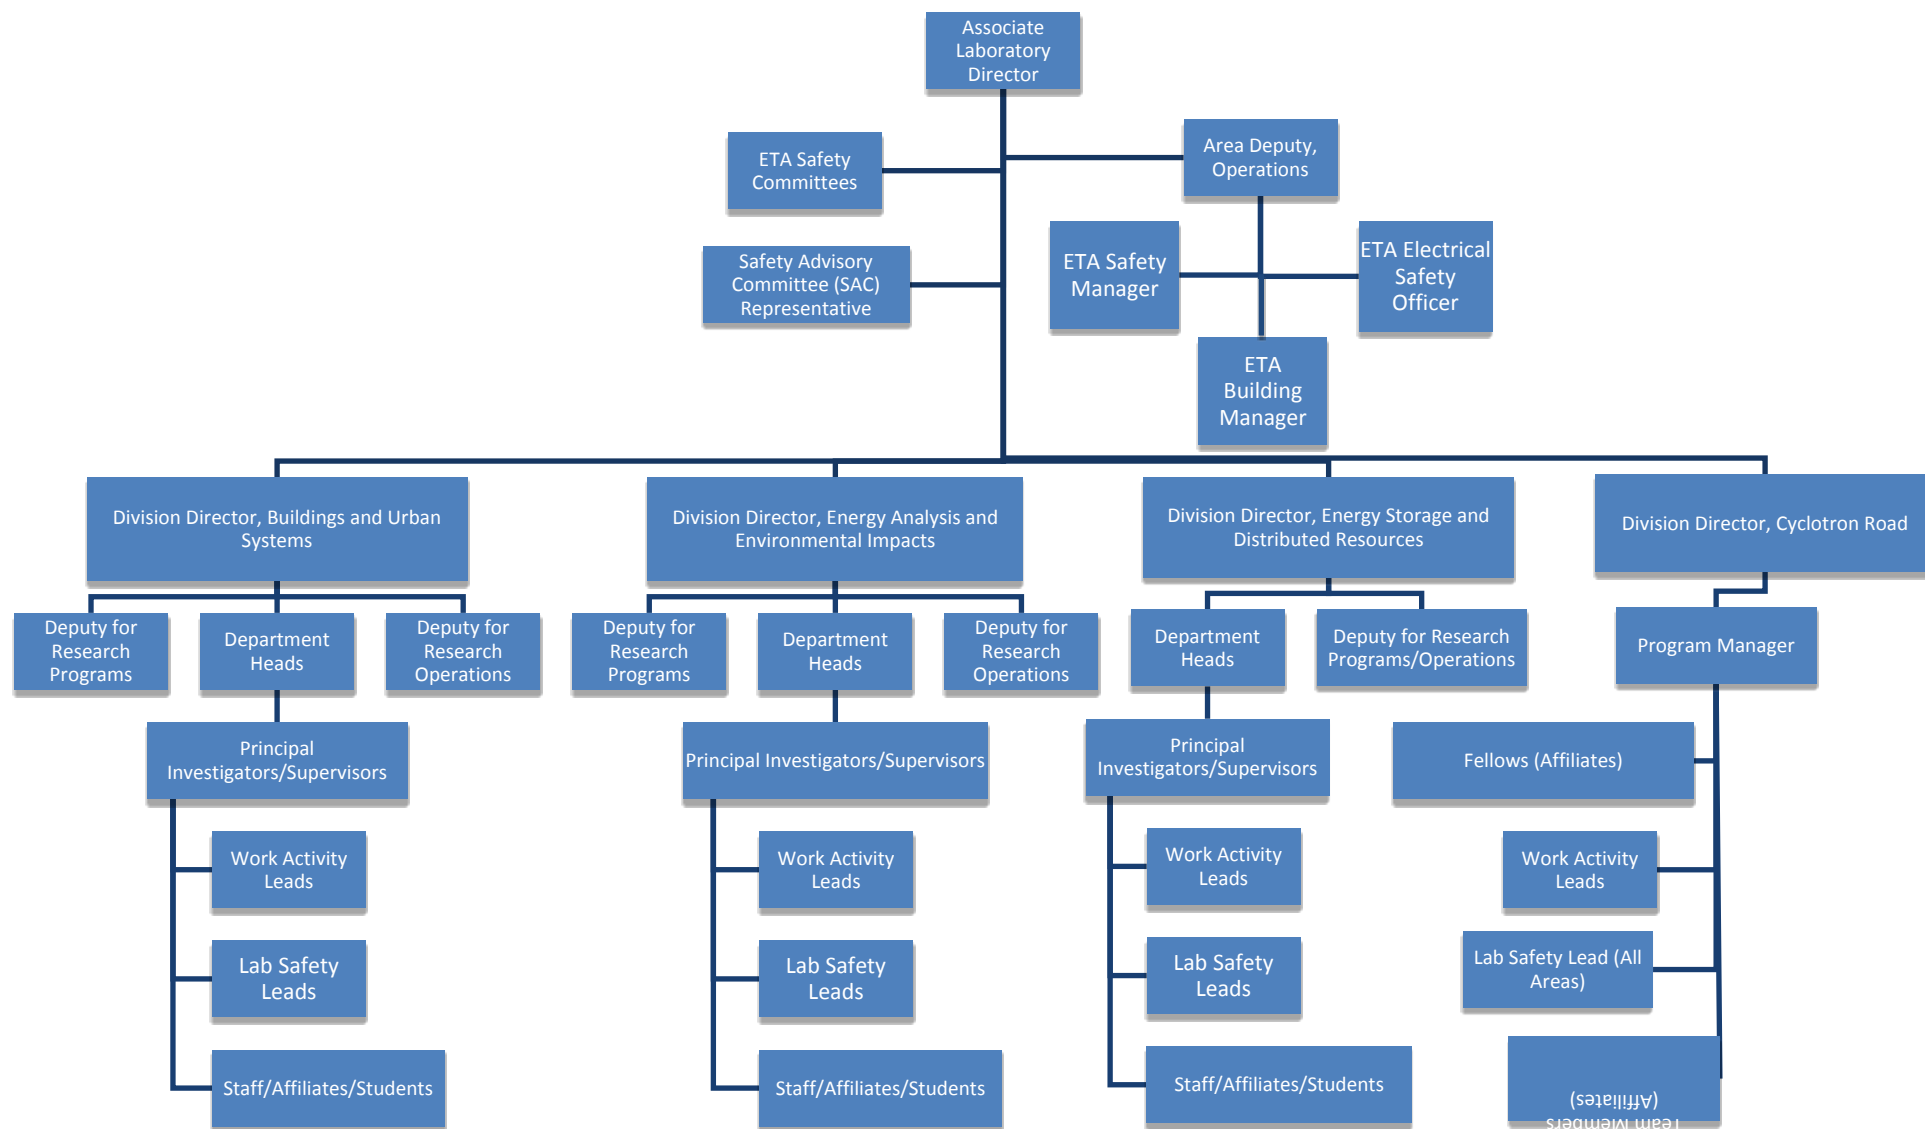 Associate
Laboratory
Director
ETA Safety
Committees
Area Deputy,
Operations
Safety Advisory
Committee (SAC)
Representative
ETA Safety
Manager
ETA Electrical
Safety
Officer
ETA
Building
Manager
Division Director, Buildings and Urban
Systems
Division Director, Energy Analysis and
Environmental Impacts
Division Director, Energy Storage and
Distributed Resources
Division Director, Cyclotron Road
Deputy for
Research
Programs
Department
Heads
Deputy for
Research
Operations
Deputy for
Research
Programs
Department
Heads
Deputy for
Research
Operations
Department
Heads
Deputy for Research
Programs/Operations
Program Manager
Principal
Investigators/Supervisors
Principal Investigators/Supervisors
Principal
Investigators/Supervisors
Fellows (Affiliates)
Work Activity
Leads
Work Activity
Leads
Work Activity
Leads
Work Activity
Leads
Lab Safety
Leads
Lab Safety
Leads
Lab Safety
Leads
Lab Safety Lead (All
Areas)
Staff/Affiliates/Students
Staff/Affiliates/Students
Staff/Affiliates/Students
Team Members
(Affiliates)